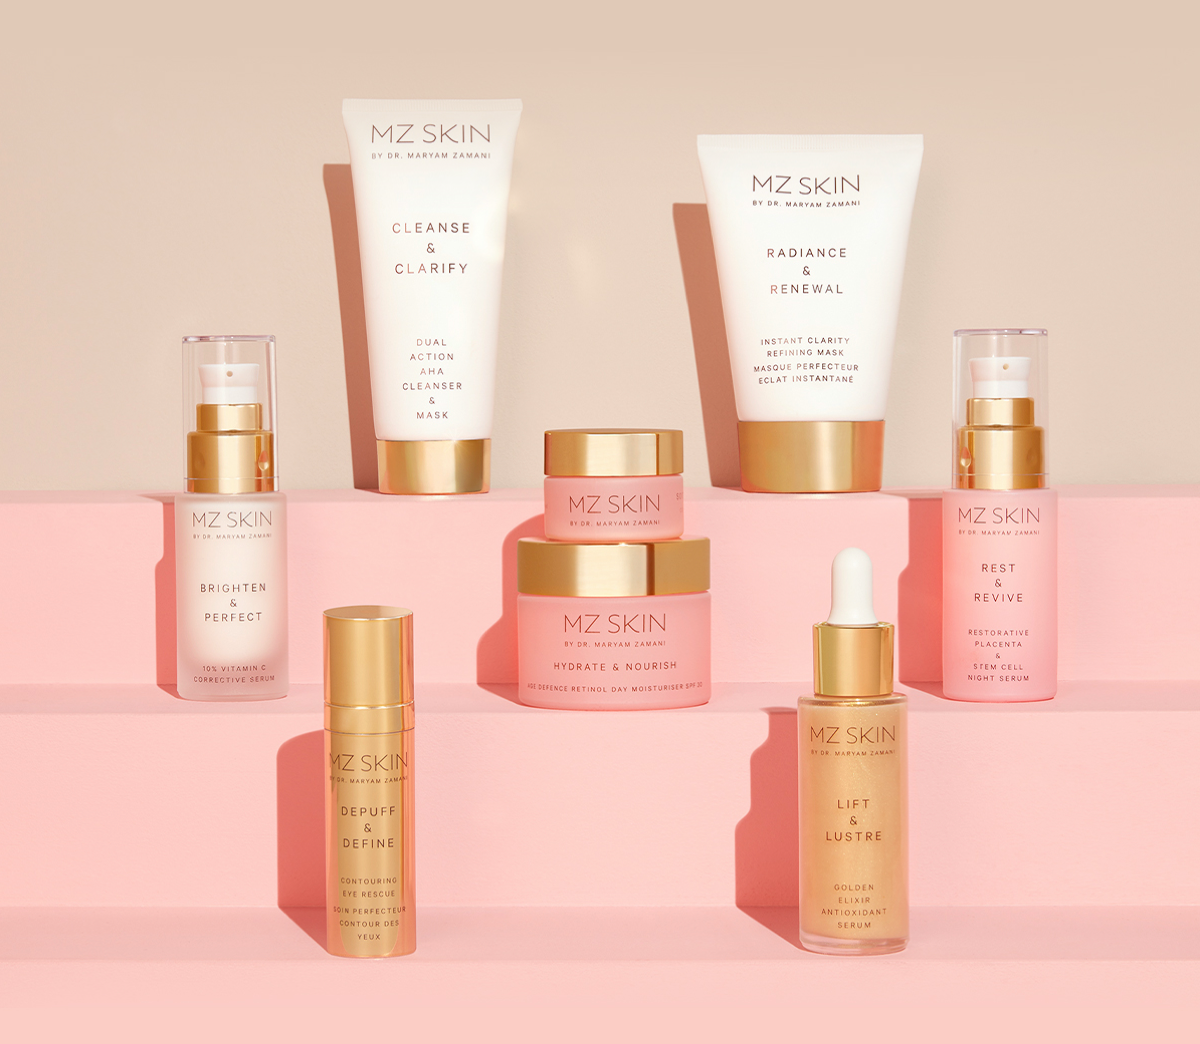 MZ SKIN
BY DR. MARYAM ZAMANI
CLEANSE
&
CLARIFY
DUAL
ACTION
AHA
CLEANSER
&
MASK
MZ SKIN
BY DR. MARYAM ZAMANI
RADIANCE
&
RENEWAL
INSTANT CLARITY
REFINING MASK
MASQUE PERFECTEUR
ECLAT INSTANTANÉ
MZ SKIN
BY DR. MARYAM ZAMANI
BRIGHTEN
&
PERFECT
10% VITAMIN C
CORRECTIVE SERUM
MZ SKIN
BY DR. MARYAM ZAMANI
MZ SKIN
BY DR. MARYAM ZAMANI
HYDRATE & NOURISH
AGE DEFENCE RETINOL DAY MOISTURISER SPF
MZ SKIN
BY DR. MARYAM ZAMANI
REST
&
REVIVE
RESTORATIVE
PLACENTA
&
STEM CELL
NIGHT SERUM
MZ SKIN
BY DR. MARYAM ZAMANI
DEPUFF
&
DEFINE
CONTOURING
EYE RESCUE
SOIN PERFECTEUR
CONTOUR DES
YEUX
MZ SKIN
BY DR. MARYAM ZAMANI
LIFT
&
LUSTRE
GOLDEN
ELIXIR
ANTIOXIDANT
SERUM